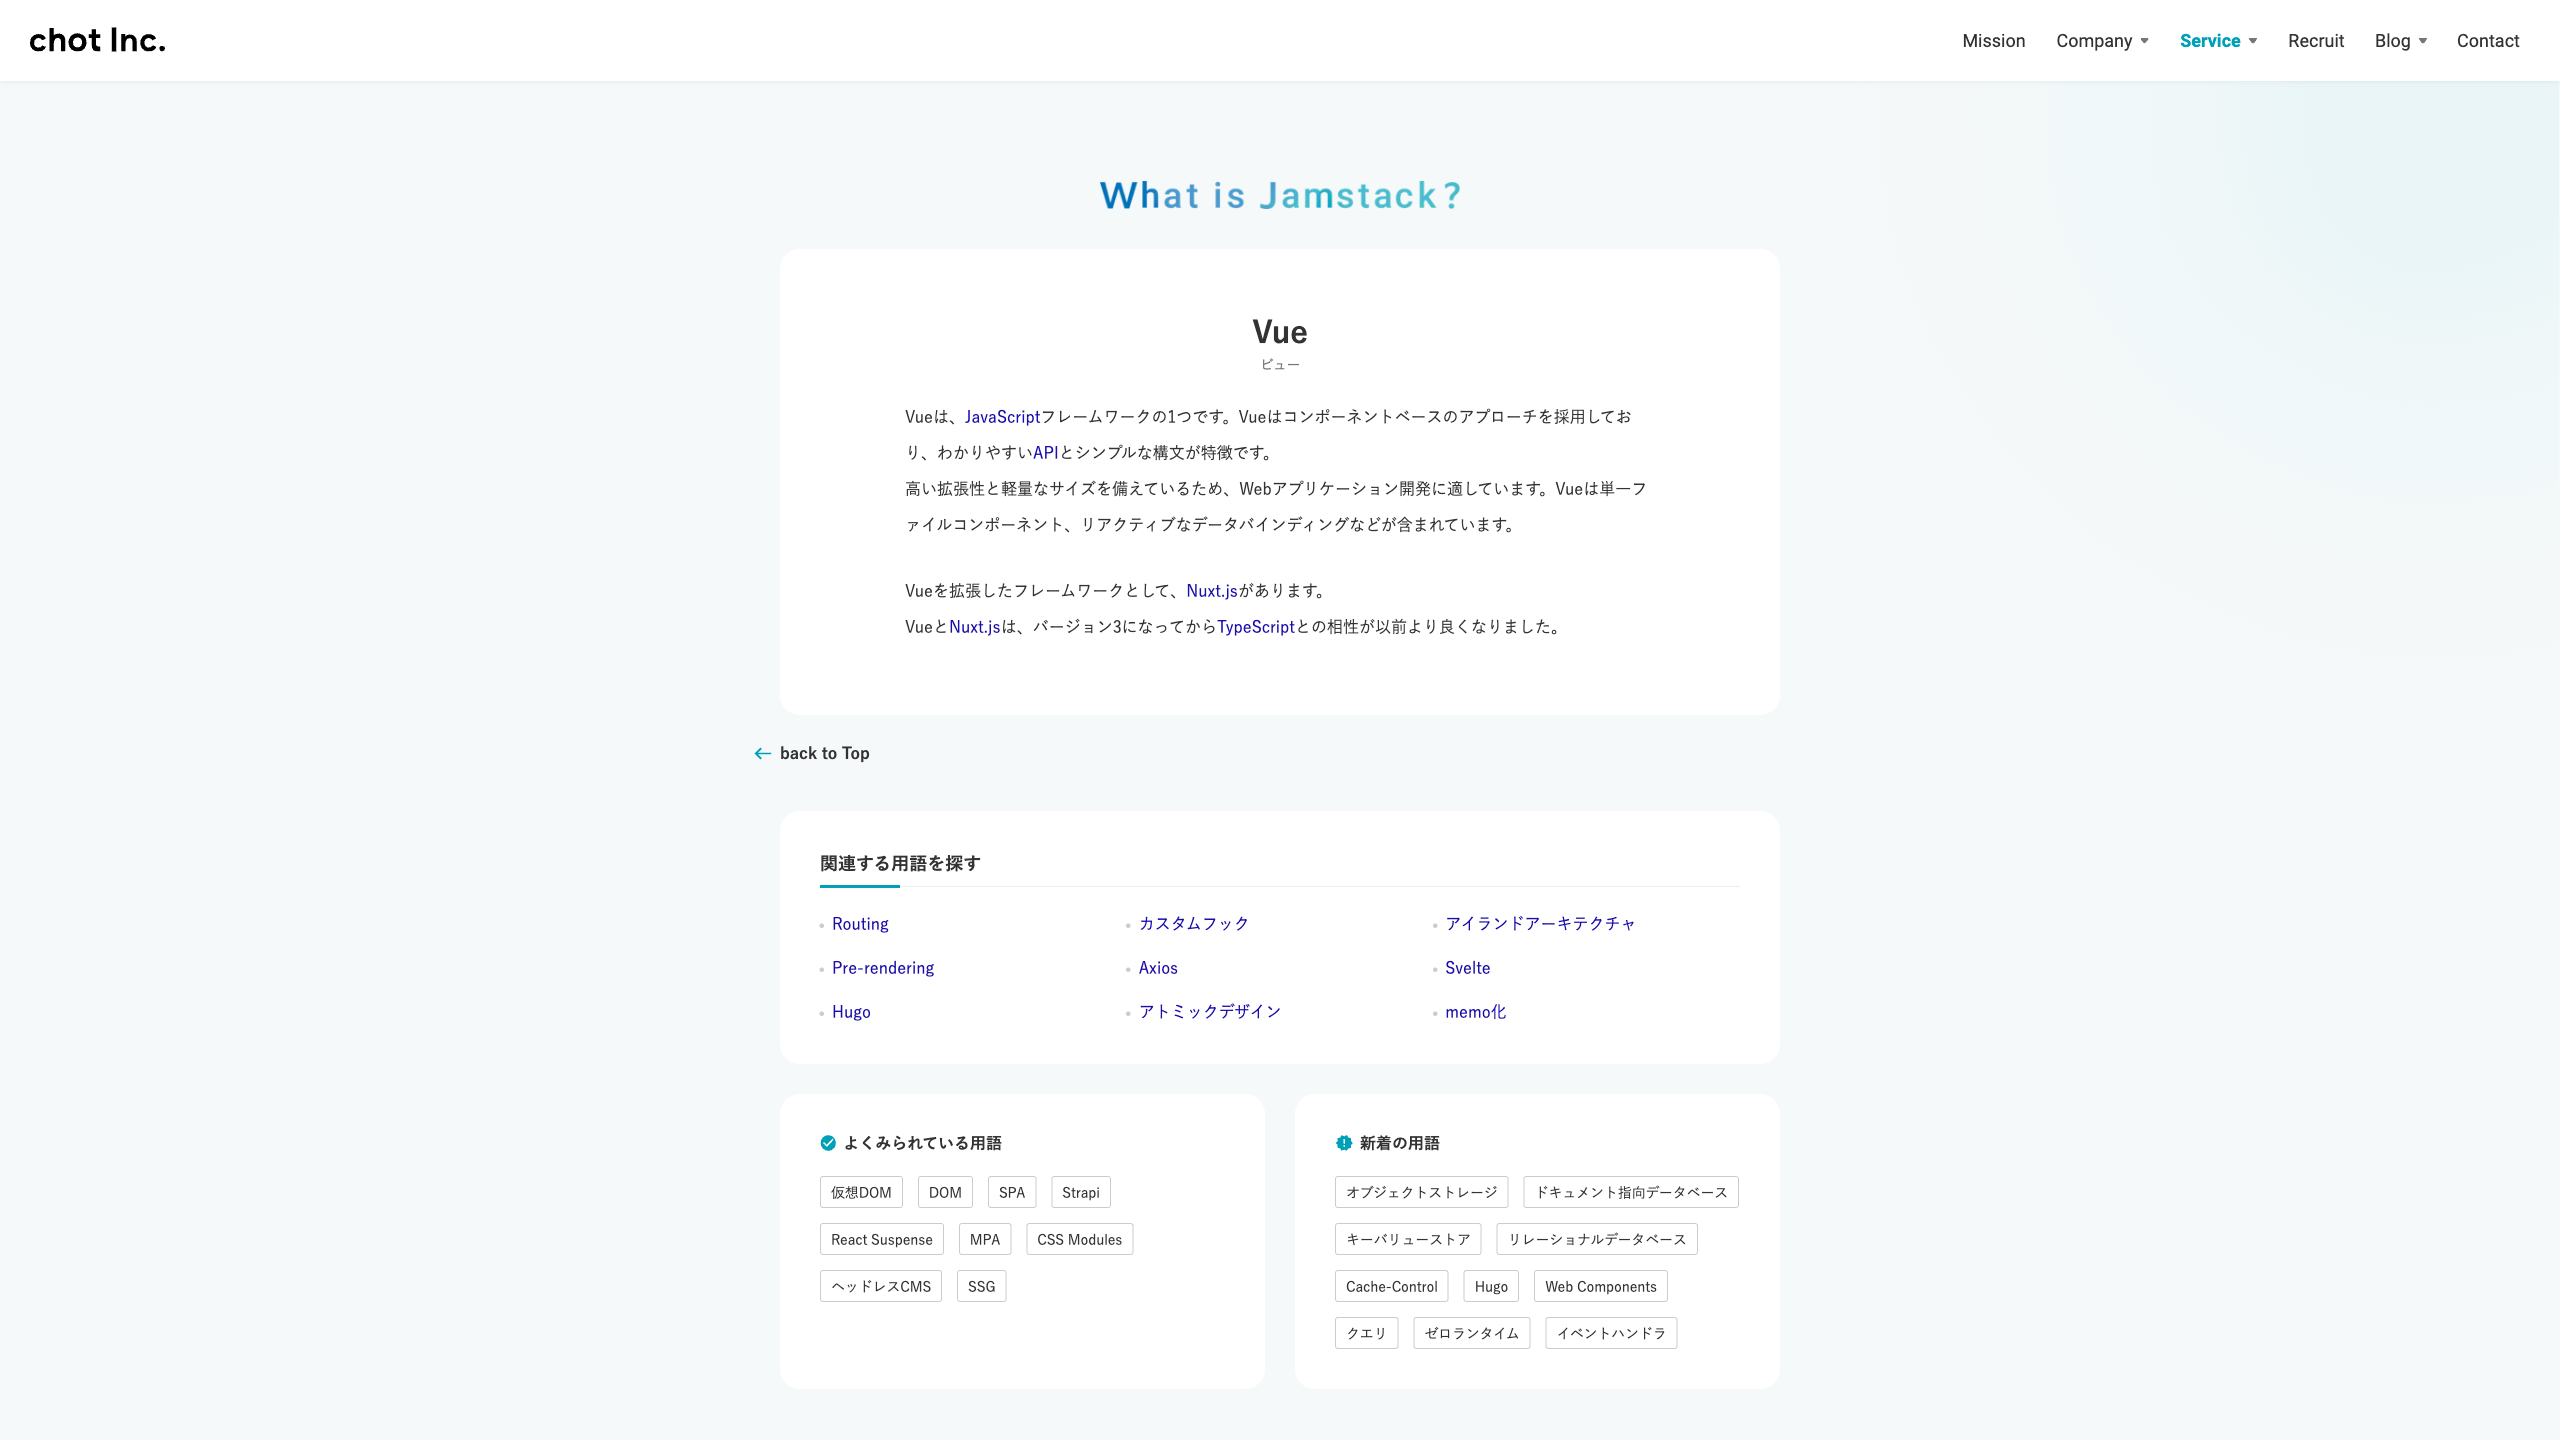 chot Inc.
Mission Company Service Recruit Blog Contact
What is Jamstack?
Vue
ビュー
Vueは、JavaScriptフレームワークの1つです。Vueはコンポーネントベースのアプローチを採用してお
り、わかりやすいAPIとシンプルな構文が特徴です。
高い拡張性と軽量なサイズを備えているため、Webアプリケーション開発に適しています。Vueは単一フ
ァイルコンポーネント、リアクティブなデータバインディングなどが含まれています。
Vueを拡張したフレームワークとして、Nuxt.jsがあります。
VueとNuxt.jsは、バージョン3になってからTypeScriptとの相性が以前より良くなりました。
back to Top
関連する用語を探す
Routing カスタムフック アイランドアーキテクチャ
Pre-rendering Axios Svelte
Hugo アトミックデザイン memo化
よくみられている用語
仮想DOM DOM SPA Strapi
React Suspense MPA CSS Modules
ヘッドレスCMS SSG
新着の用語
オブジェクトストレージ ドキュメント指向データベース
キーバリューストア リレーショナルデータベース
Cache-Control Hugo Web Components
クエリ ゼロランタイム イベントハンドラ